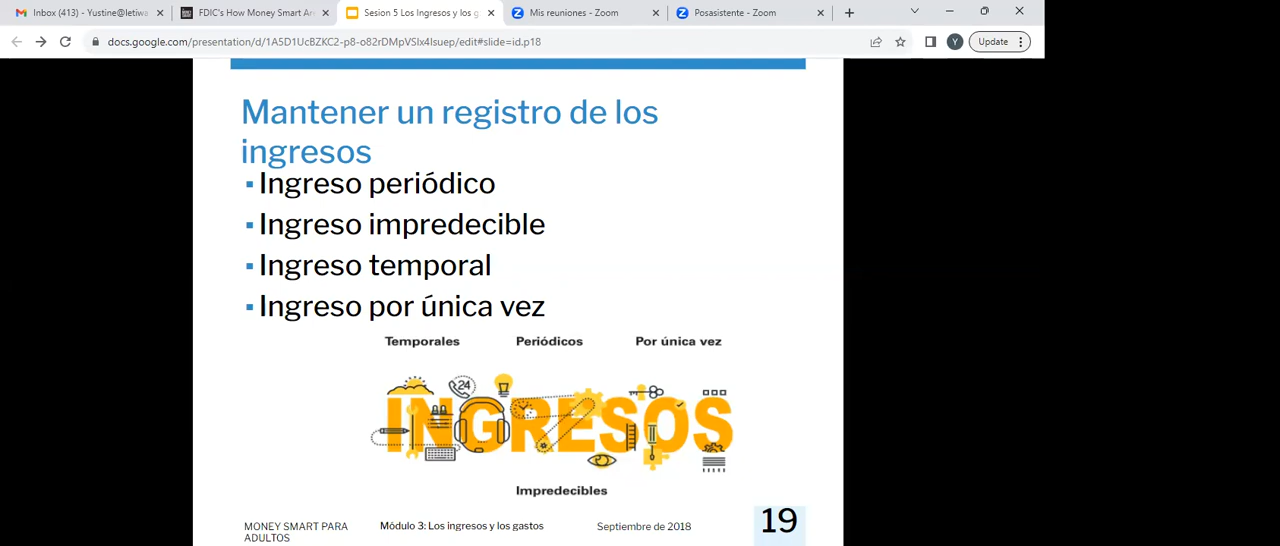 Inbox (413) - Yustine@letiwa
FDIC's How Money Smart Are
Sesion 5 Los Ingresos y los g
Mis reuniones - Zoom
Posasistente - Zoom
docs.google.com/presentation/d/1A5D1UcBZKC2-p8-o82rDMpVSlx4Isuep/edit#slide=id.p18
Y
Update
Mantener un registro de los
ingresos
▪ Ingreso periódico
▪ Ingreso impredecible
▪ Ingreso temporal
▪ Ingreso por única vez
Temporales Periódicos Por única vez
24
INGRESOS
Impredecibles
MONEY SMART PARA
ADULTOS
Módulo 3: Los ingresos y los gastos
Septiembre de 2018
19